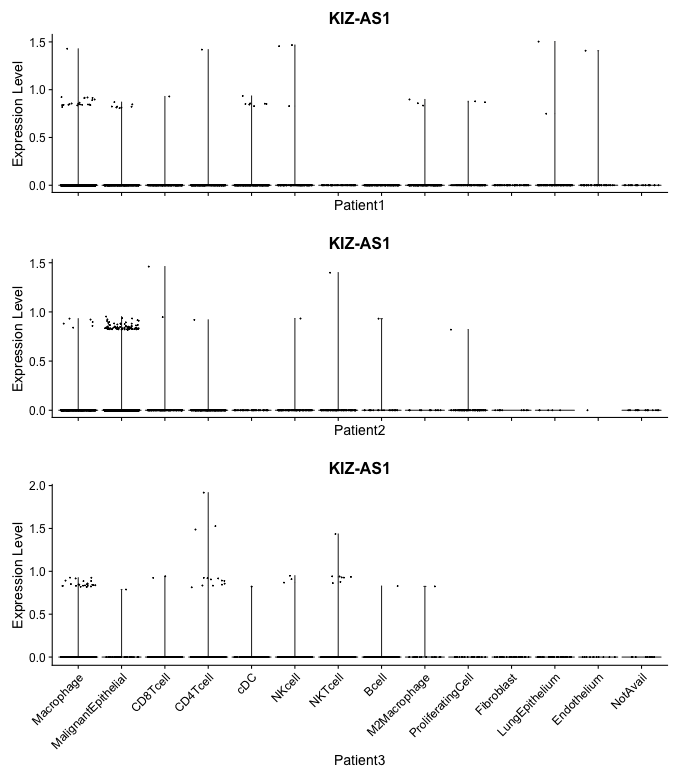 KIZ-AS1
Expression Level
1.5
1.0
0.5
0.0
Patient1
KIZ-AS1
Expression Level
1.5
1.0
0.5
0.0
Patient2
KIZ-AS1
Expression Level
2.0
1.5
1.0
0.5
0.0
Macrophage
MalignantEpithelial
CD8Tcell
CD4Tcell
cDC
NKcell
NKTcell
Bcell
M2Macrophage
ProliferatingCell
Fibroblast
LungEpithelium
Endothelium
NotAvail
Patient3